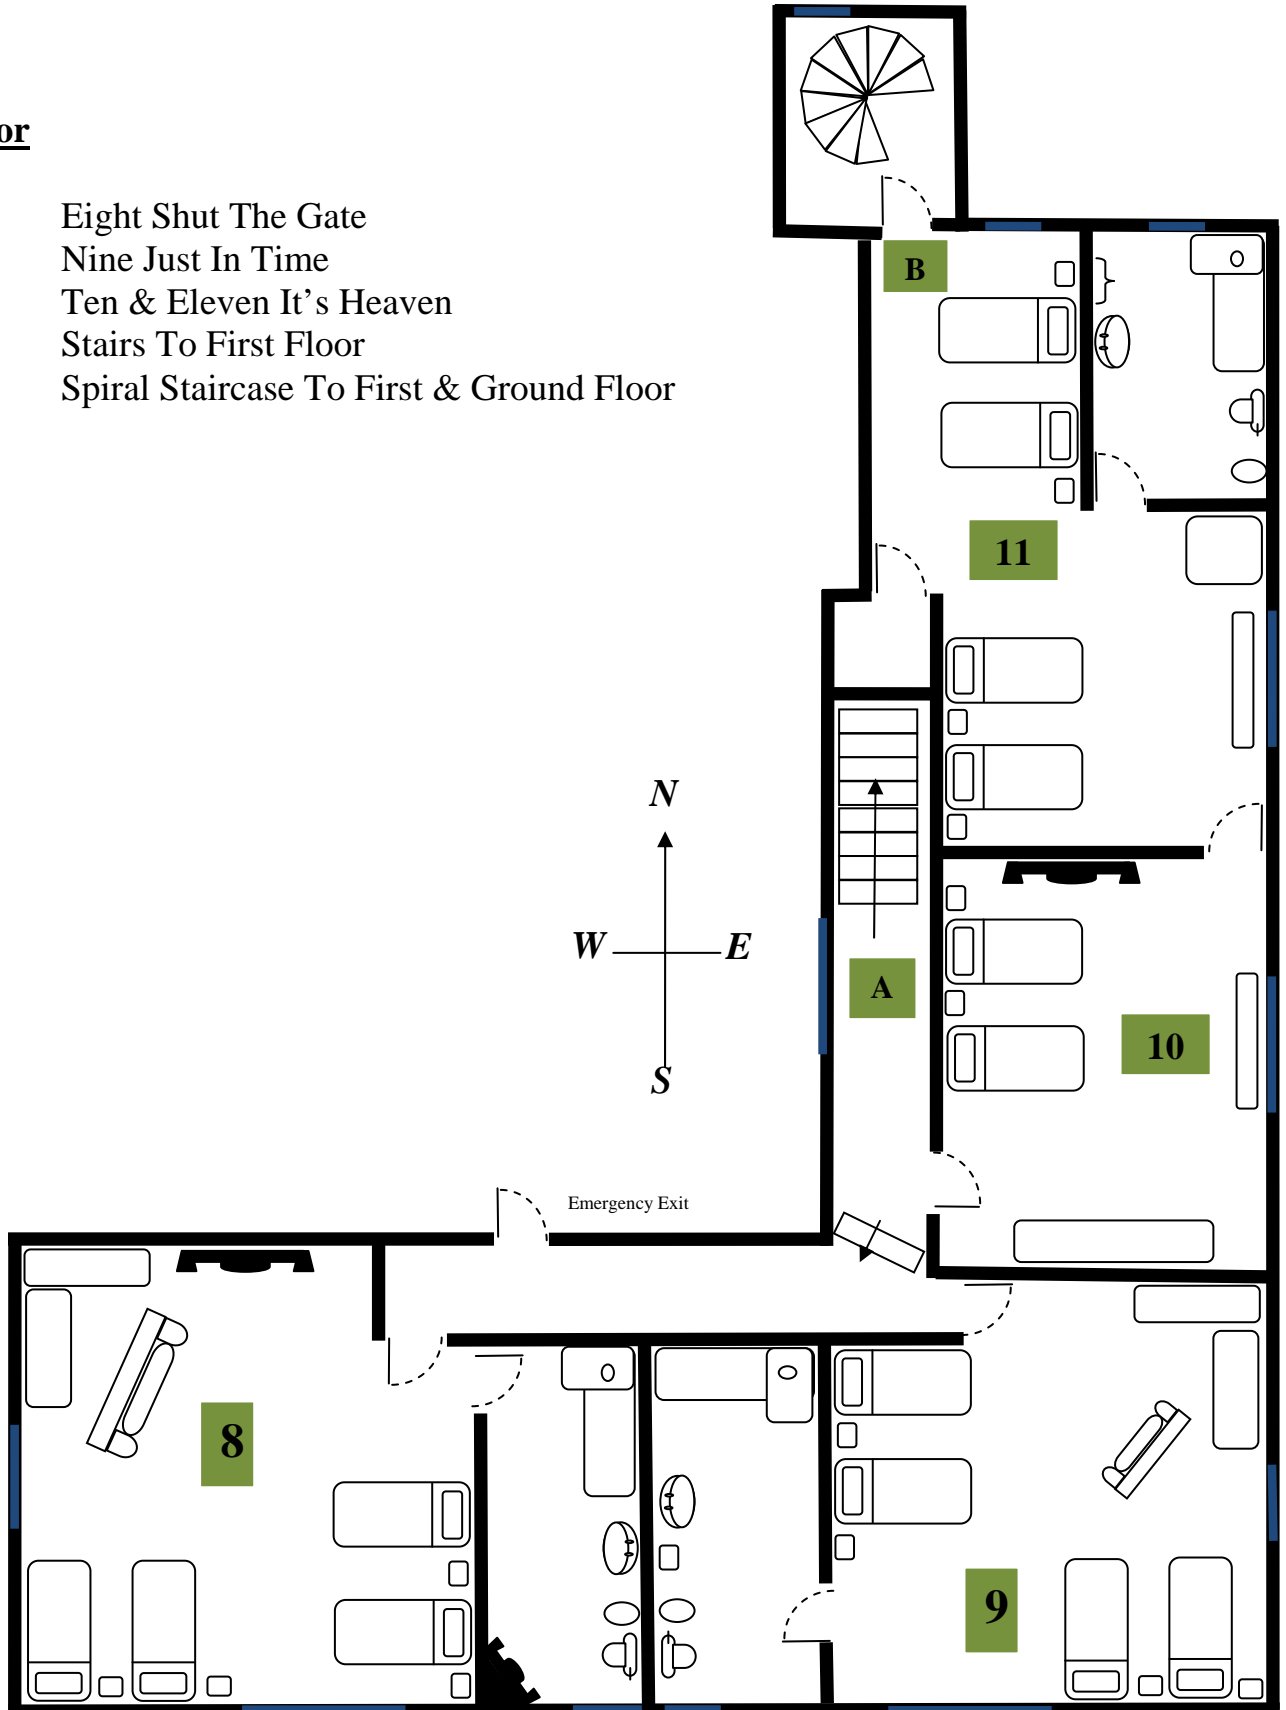 or
Eight Shut The Gate
Nine Just In Time
Ten & Eleven It’s Heaven
Stairs To First Floor
Spiral Staircase To First & Ground Floor
B
11
N
W
E
A
10
S
Emergency Exit
8
9